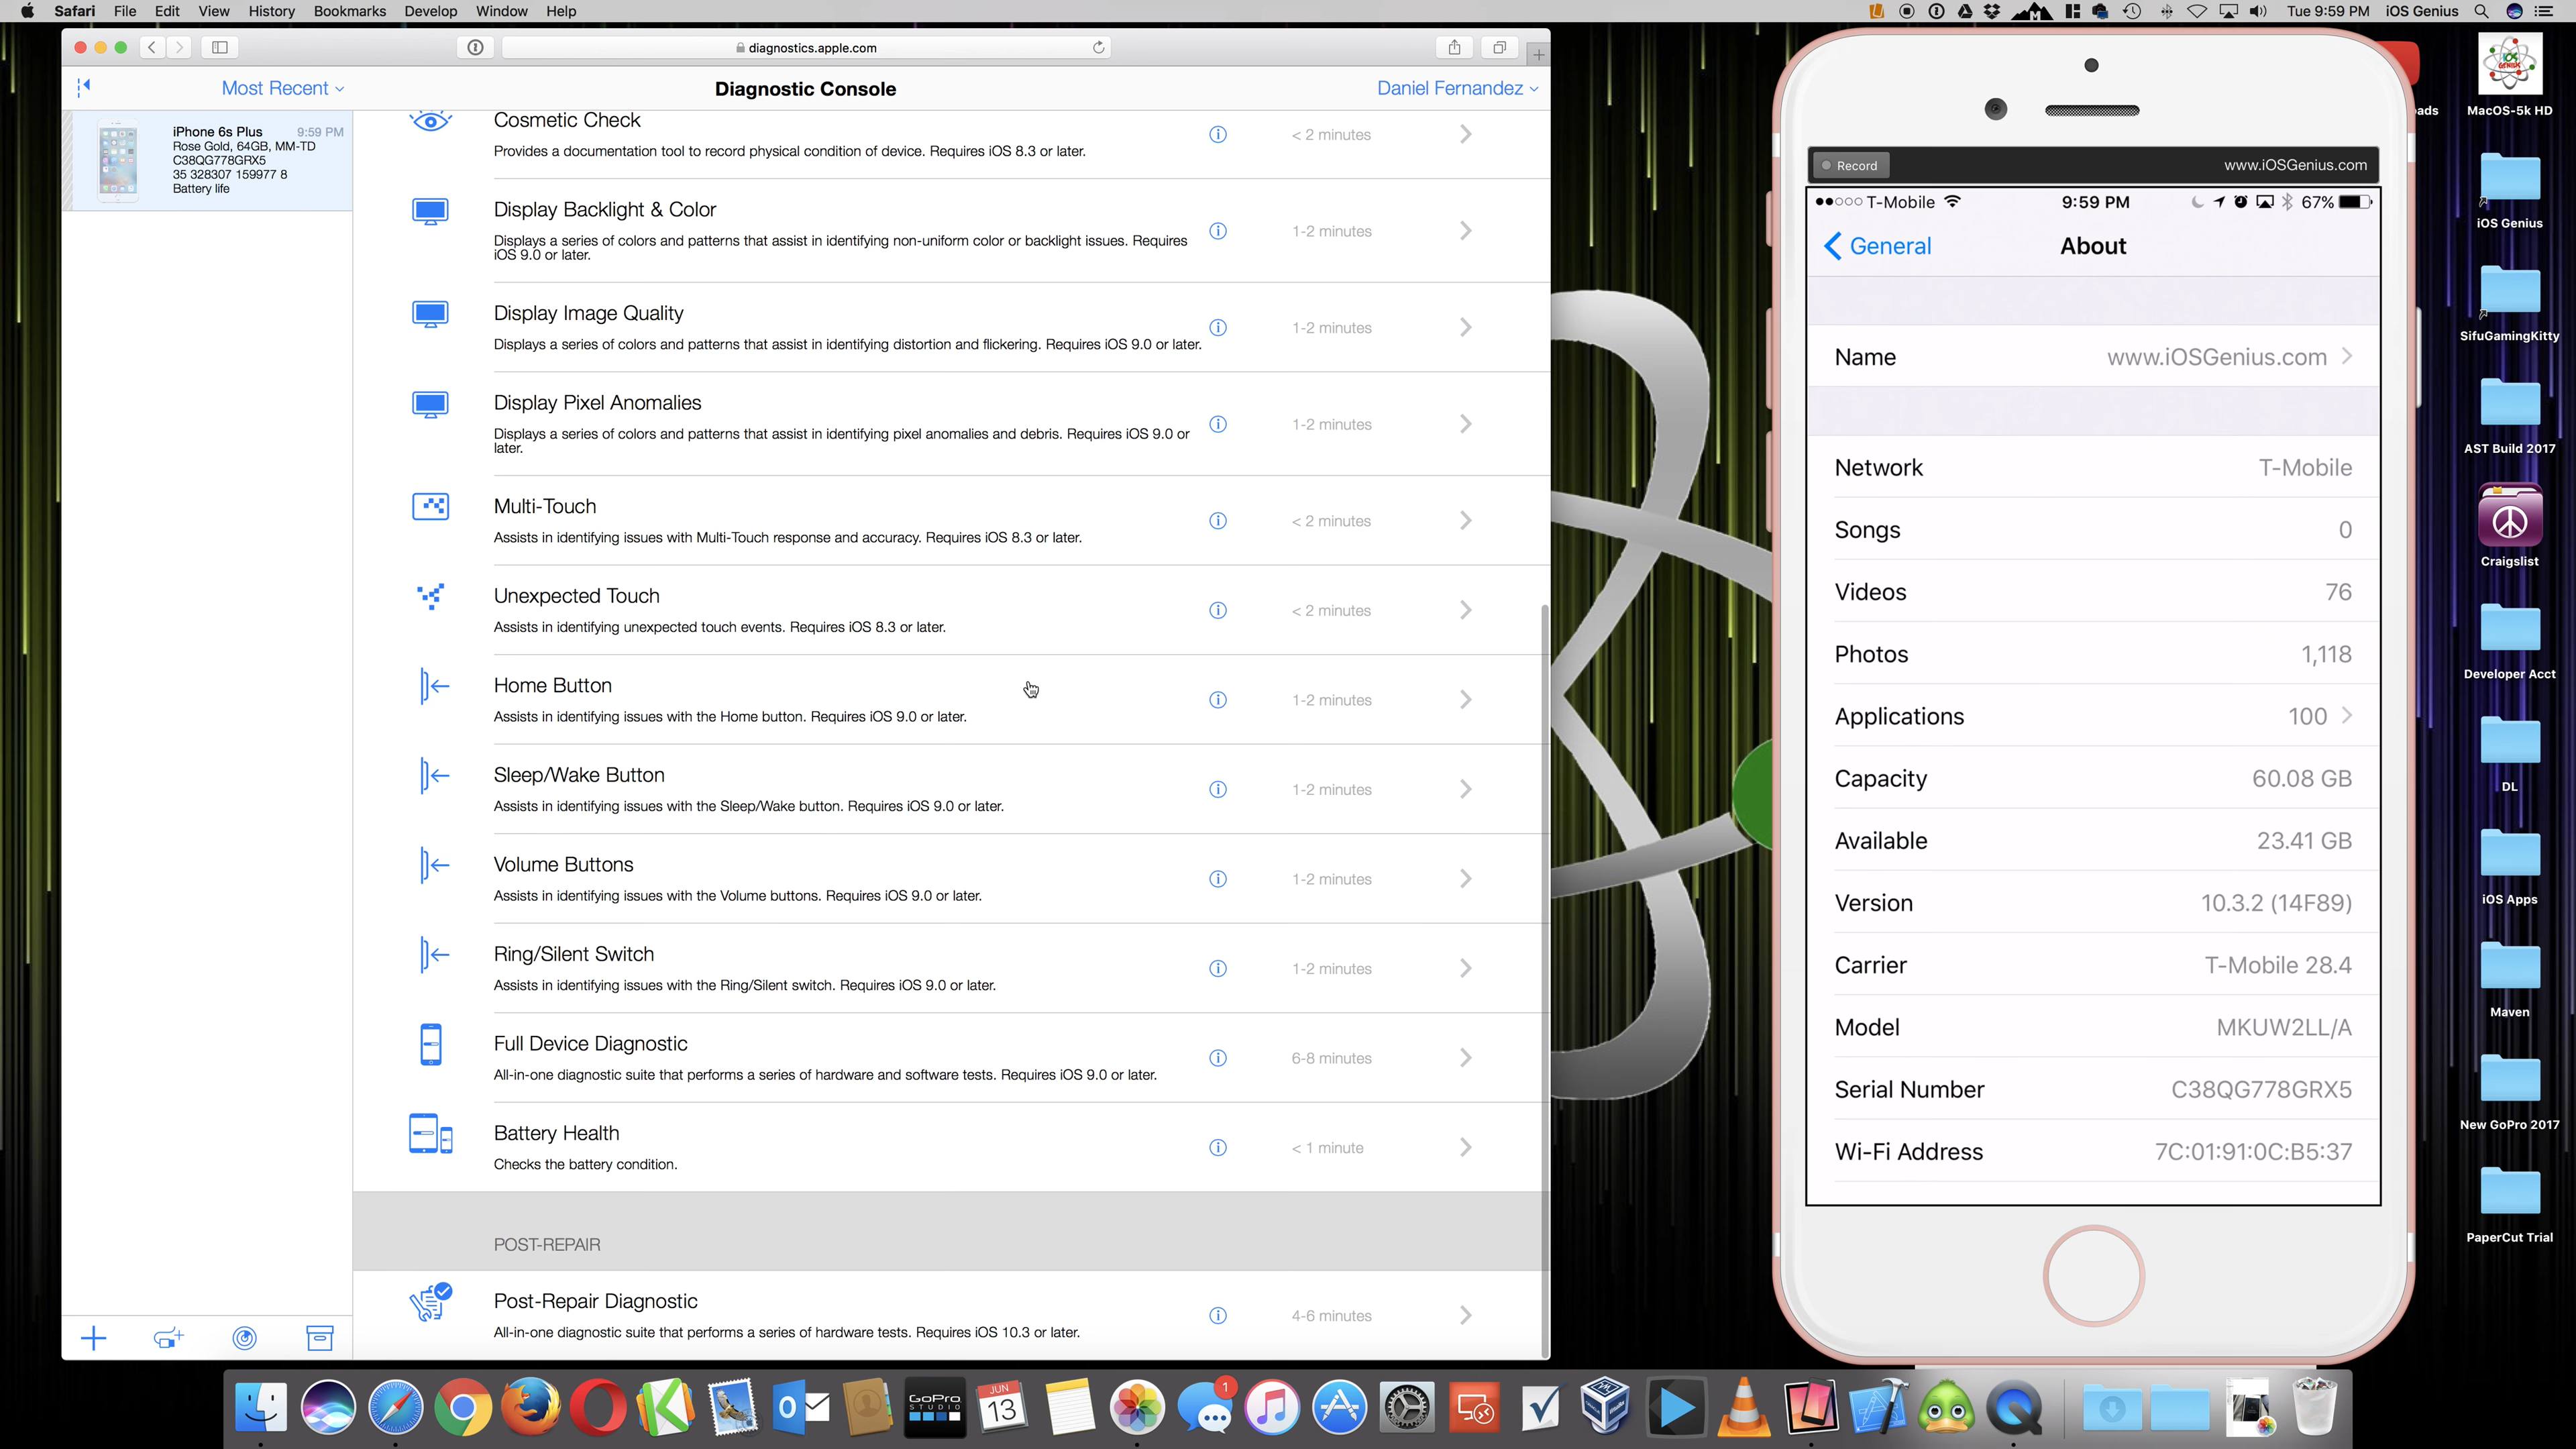 Safari File Edit View History Bookmarks Develop Window Help
Tue 9:59 PM iOS Genius
diagnostics.apple.com
Most Recent
Diagnostic Console
Daniel Fernandez
iPhone 6s Plus 9:59 PM
Rose Gold, 64GB, MM-TD
C38QG778GRX5
35 328307 159977 8
Battery life
Cosmetic Check
Provides a documentation tool to record physical condition of device. Requires iOS 8.3 or later.
< 2 minutes
Display Backlight & Color
Displays a series of colors and patterns that assist in identifying non-uniform color or backlight issues. Requires
iOS 9.0 or later.
1-2 minutes
Display Image Quality
Displays a series of colors and patterns that assist in identifying distortion and flickering. Requires iOS 9.0 or later.
1-2 minutes
Display Pixel Anomalies
Displays a series of colors and patterns that assist in identifying pixel anomalies and debris. Requires iOS 9.0 or
later.
1-2 minutes
Multi-Touch
Assists in identifying issues with Multi-Touch response and accuracy. Requires iOS 8.3 or later.
< 2 minutes
Unexpected Touch
Assists in identifying unexpected touch events. Requires iOS 8.3 or later.
< 2 minutes
Home Button
Assists in identifying issues with the Home button. Requires iOS 9.0 or later.
1-2 minutes
Sleep/Wake Button
Assists in identifying issues with the Sleep/Wake button. Requires iOS 9.0 or later.
1-2 minutes
Volume Buttons
Assists in identifying issues with the Volume buttons. Requires iOS 9.0 or later.
1-2 minutes
Ring/Silent Switch
Assists in identifying issues with the Ring/Silent switch. Requires iOS 9.0 or later.
1-2 minutes
Full Device Diagnostic
All-in-one diagnostic suite that performs a series of hardware and software tests. Requires iOS 9.0 or later.
6-8 minutes
Battery Health
Checks the battery condition.
< 1 minute
POST-REPAIR
Post-Repair Diagnostic
All-in-one diagnostic suite that performs a series of hardware tests. Requires iOS 10.3 or later.
4-6 minutes
Record www.iOSGenius.com
T-Mobile 9:59 PM 67%
General About
Name www.iOSGenius.com
Network T-Mobile
Songs 0
Videos 76
Photos 1,118
Applications 100
Capacity 60.08 GB
Available 23.41 GB
Version 10.3.2 (14F89)
Carrier T-Mobile 28.4
Model MKUW2LL/A
Serial Number C38QG778GRX5
Wi-Fi Address 7C:01:91:0C:B5:37
ads
MacOS-5k HD
iOS Genius
SifuGamingKitty
AST Build 2017
Craigslist
Developer Acct
DL
iOS Apps
Maven
New GoPro 2017
PaperCut Trial
GoPro
STUDIO
JUN
13
1